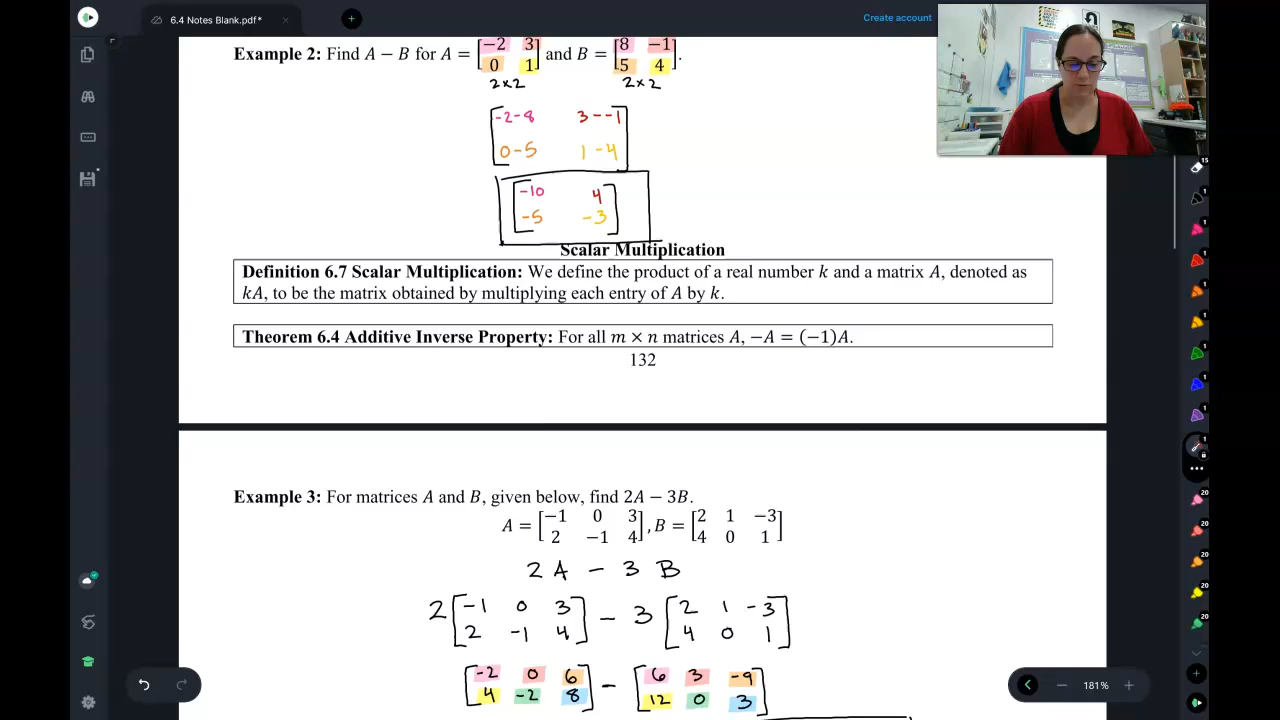 6.4 Notes Blank.pdf*
Create account
Example 2: Find A − B for A = [−2 3 0 1] and B = [8 −1 5 4].
2×2 2×2
-2-8 3--1
0-5 1-4
-10 4
-5 -3
Scalar Multiplication
Definition 6.7 Scalar Multiplication: We define the product of a real number k and a matrix A, denoted as
kA, to be the matrix obtained by multiplying each entry of A by k.
Theorem 6.4 Additive Inverse Property: For all m × n matrices A, −A = (−1)A.
132
Example 3: For matrices A and B, given below, find 2A − 3B.
A = [−1 0 3 2 −1 4], B = [2 1 −3 4 0 1]
2A - 3B
2[-1 0 3 2 -1 4] - 3[2 1 -3 4 0 1]
[-2 0 6 4 -2 8] - [6 3 -9 12 0 3]
181%